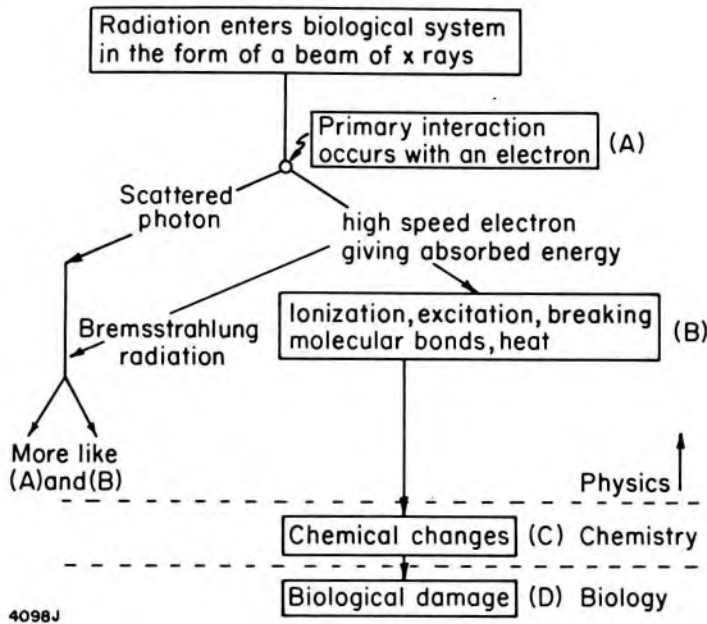 Radiation enters biological system
in the form of a beam of x rays
Primary interaction
occurs with an electron
(A)
Scattered
photon
high speed electron
giving absorbed energy
Bremsstrahlung
radiation
Ionization, excitation, breaking
molecular bonds, heat
(B)
More like
(A) and (B)
Physics
Chemical changes (C) Chemistry
Biological damage (D) Biology
4098J